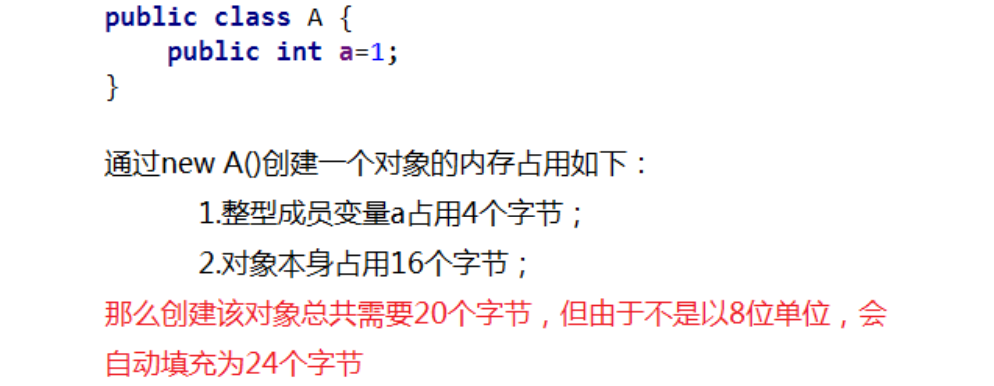 public class A {
public int a=1;
}
通过new A()创建一个对象的内存占用如下：
1.整型成员变量a占用4个字节；
2.对象本身占用16个字节；
那么创建该对象总共需要20个字节，但由于不是以8位单位，会
自动填充为24个字节